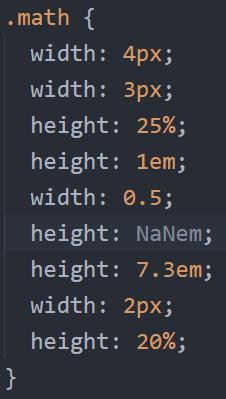 .math {
width: 4px;
width: 3px;
height: 25%;
height: 1em;
width: 0.5;
height: NaNem;
height: 7.3em;
width: 2px;
height: 20%;
}